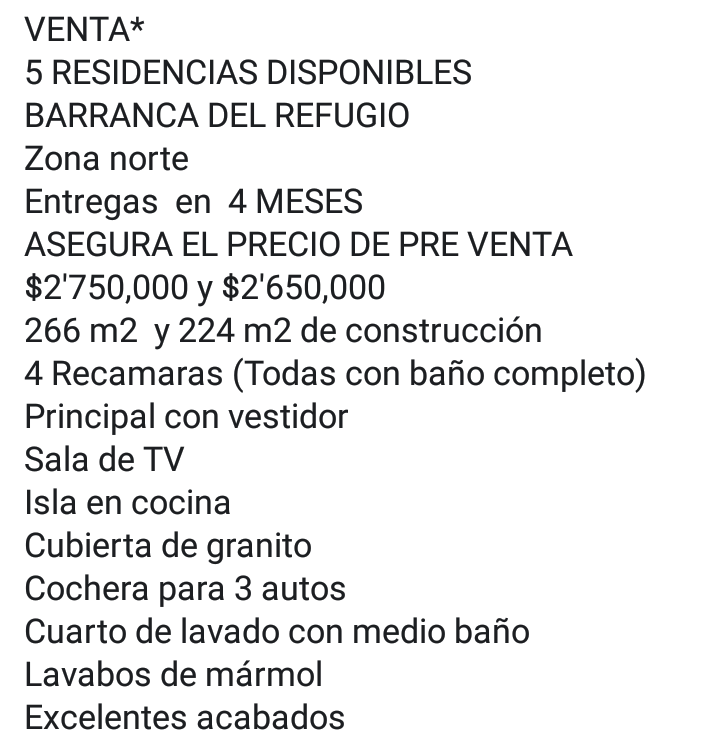 VENTA*
5 RESIDENCIAS DISPONIBLES
BARRANCA DEL REFUGIO
Zona norte
Entregas  en  4 MESES
ASEGURA EL PRECIO DE PRE VENTA
$2'750,000 y $2'650,000
266 m2  y 224 m2 de construcción
4 Recamaras (Todas con baño completo)
Principal con vestidor
Sala de TV
Isla en cocina
Cubierta de granito
Cochera para 3 autos
Cuarto de lavado con medio baño
Lavabos de mármol
Excelentes acabados